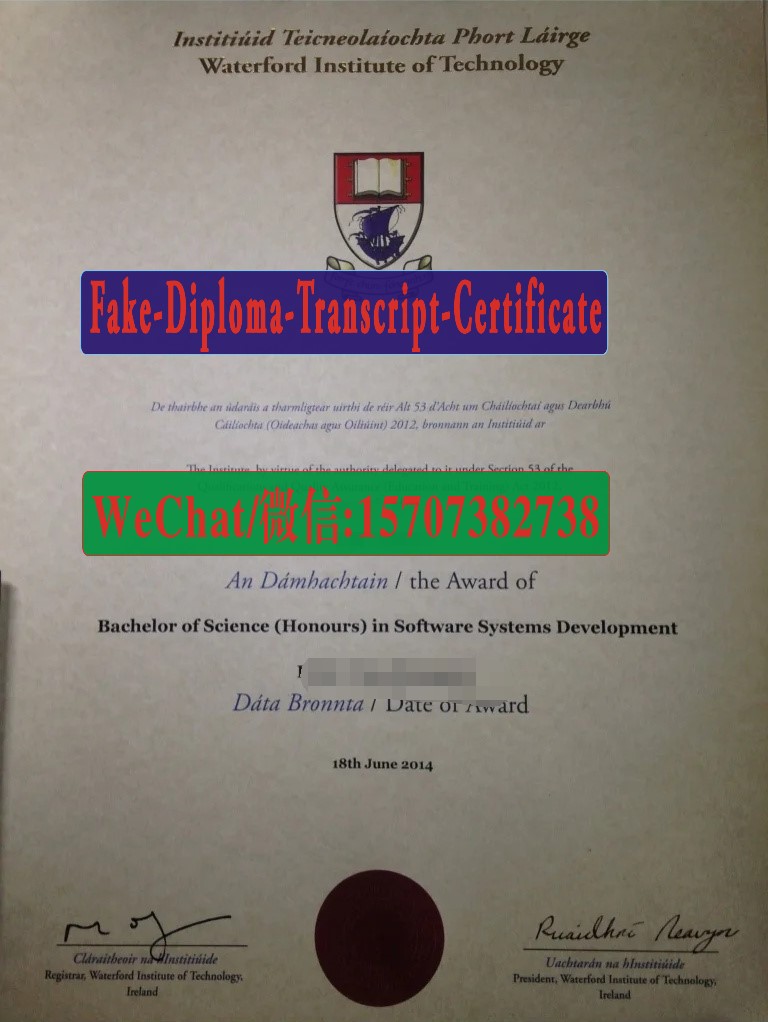 Institiúid Teicneolaíochta Phort Láirge
Waterford Institute of Technology
Fake-Diploma-Transcript-Certificate
De thairbhe an údaráis a tharmligtear uirthi de réir Alt 53 d'Acht um Cháilíochtaí agus Dearbhú
Cáilíochta (Oideachas agus Oiliúint) 2012, bronnann an Institiúid ar
The Institute, by virtue of the authority delegated to it under Section 53 of the
WeChat/微信:15707382738
An Dámhachtain / the Award of
Bachelor of Science (Honours) in Software Systems Development
Dáta Bronnta / Date of Award
18th June 2014
Ruaidhrí Neavyn
Cláraitheoir na hInstitiúide
Registrar, Waterford Institute of Technology,
Ireland
Uachtarán na hInstitiúide
President, Waterford Institute of Technology,
Ireland